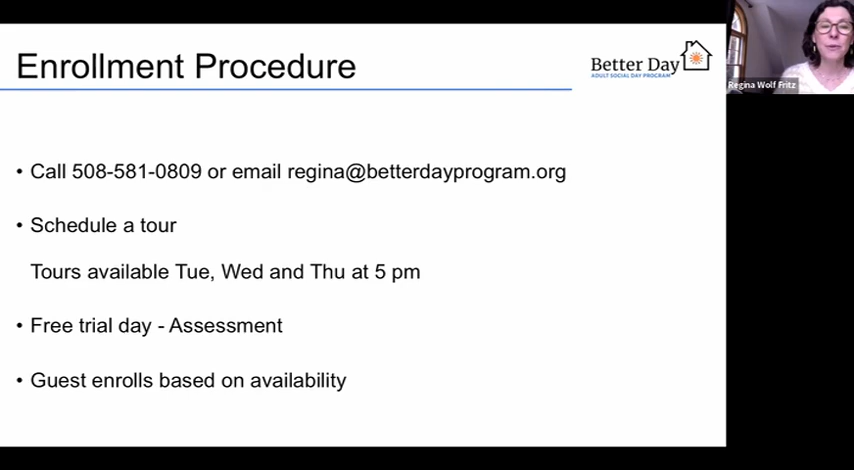 Enrollment Procedure
Better Day
ADULT SOCIAL DAY PROGRAM
Regina Wolf Fritz
• Call 508-581-0809 or email regina@betterdayprogram.org
• Schedule a tour
Tours available Tue, Wed and Thu at 5 pm
• Free trial day - Assessment
• Guest enrolls based on availability